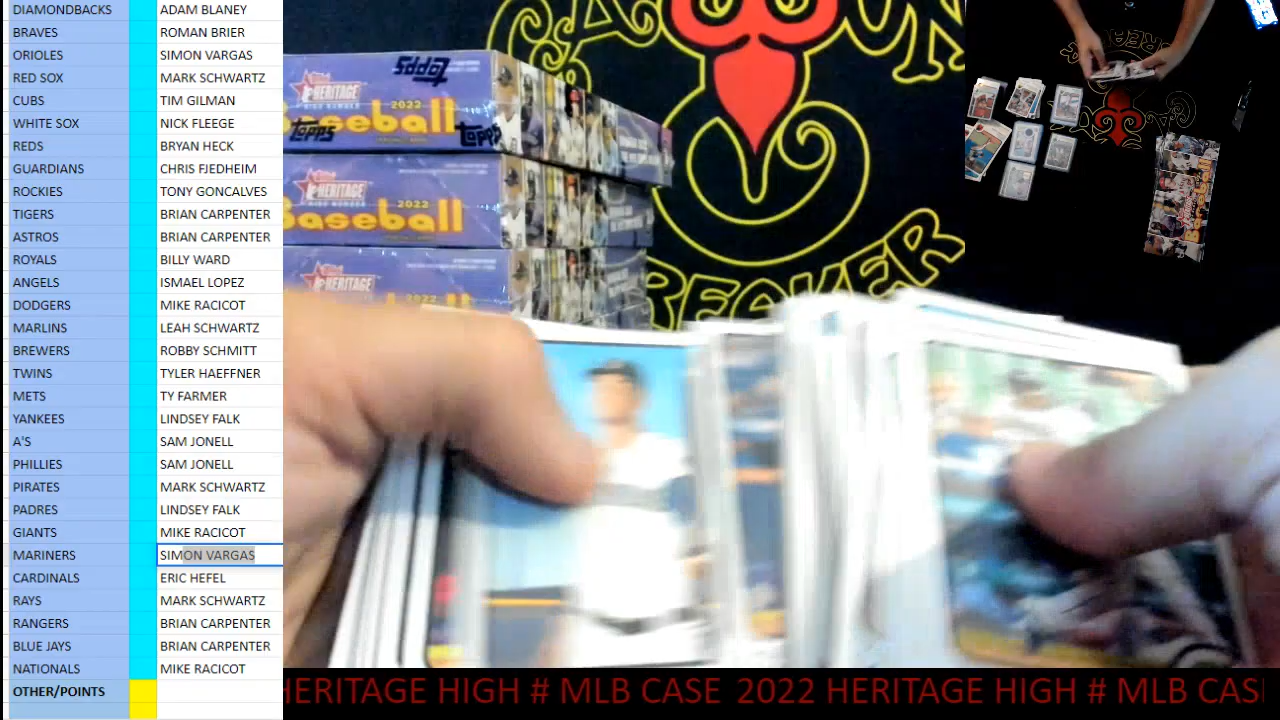 DIAMONDBACKS ADAM BLANEY
BRAVES ROMAN BRIER
ORIOLES SIMON VARGAS
RED SOX MARK SCHWARTZ
CUBS TIM GILMAN
WHITE SOX NICK FLEEGE
REDS BRYAN HECK
GUARDIANS CHRIS FJEDHEIM
ROCKIES TONY GONCALVES
TIGERS BRIAN CARPENTER
ASTROS BRIAN CARPENTER
ROYALS BILLY WARD
ANGELS ISMAEL LOPEZ
DODGERS MIKE RACICOT
MARLINS LEAH SCHWARTZ
BREWERS ROBBY SCHMITT
TWINS TYLER HAEFFNER
METS TY FARMER
YANKEES LINDSEY FALK
A'S SAM JONELL
PHILLIES SAM JONELL
PIRATES MARK SCHWARTZ
PADRES LINDSEY FALK
GIANTS MIKE RACICOT
MARINERS SIMON VARGAS
CARDINALS ERIC HEFEL
RAYS MARK SCHWARTZ
RANGERS BRIAN CARPENTER
BLUE JAYS BRIAN CARPENTER
NATIONALS MIKE RACICOT
OTHER/POINTS
Topps
HERITAGE
2022
Baseball
Topps
Topps
HERITAGE
2022
Baseball
HERITAGE
2022
BREAKER
HERITAGE HIGH # MLB CASE 2022 HERITAGE HIGH # MLB CAS